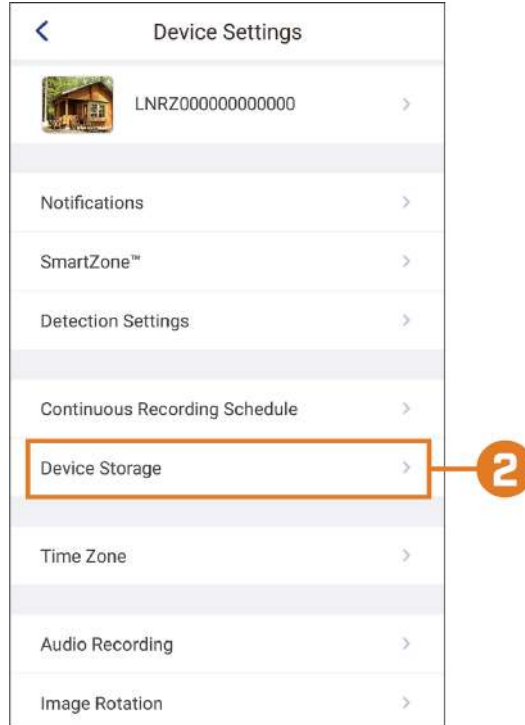 Device Settings
LNRZ000000000000
Notifications
SmartZone™
Detection Settings
Continuous Recording Schedule
Device Storage
2
Time Zone
Audio Recording
Image Rotation